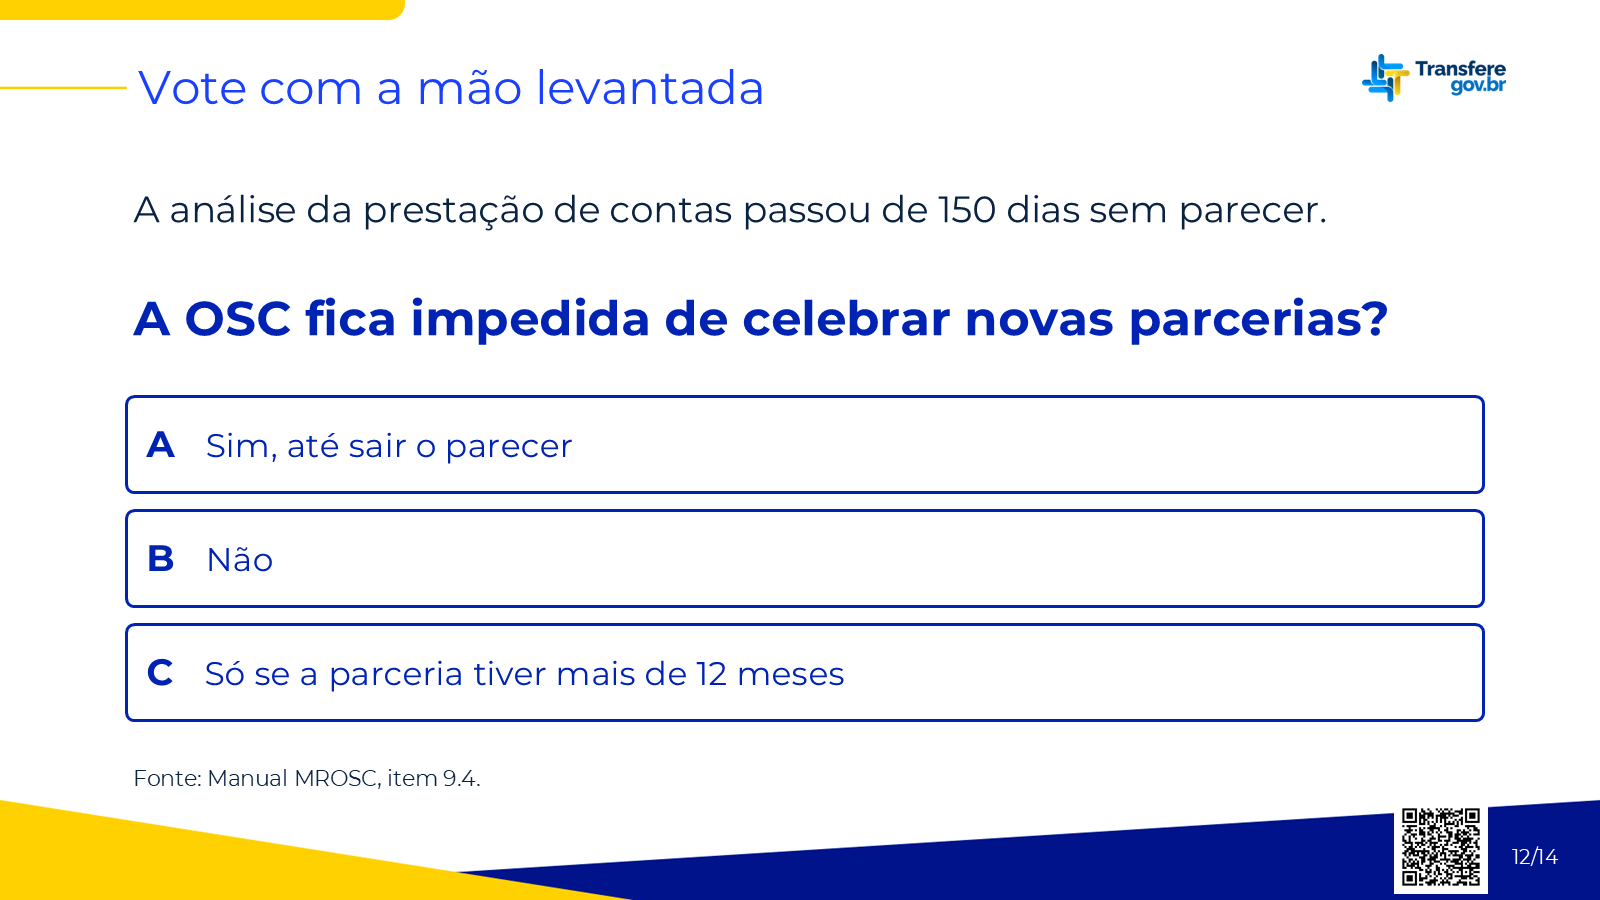 Vote com a mão levantada
Transfere
gov.br
A análise da prestação de contas passou de 150 dias sem parecer.
A OSC fica impedida de celebrar novas parcerias?
A Sim, até sair o parecer
B Não
C Só se a parceria tiver mais de 12 meses
Fonte: Manual MROSC, item 9.4.
12/14